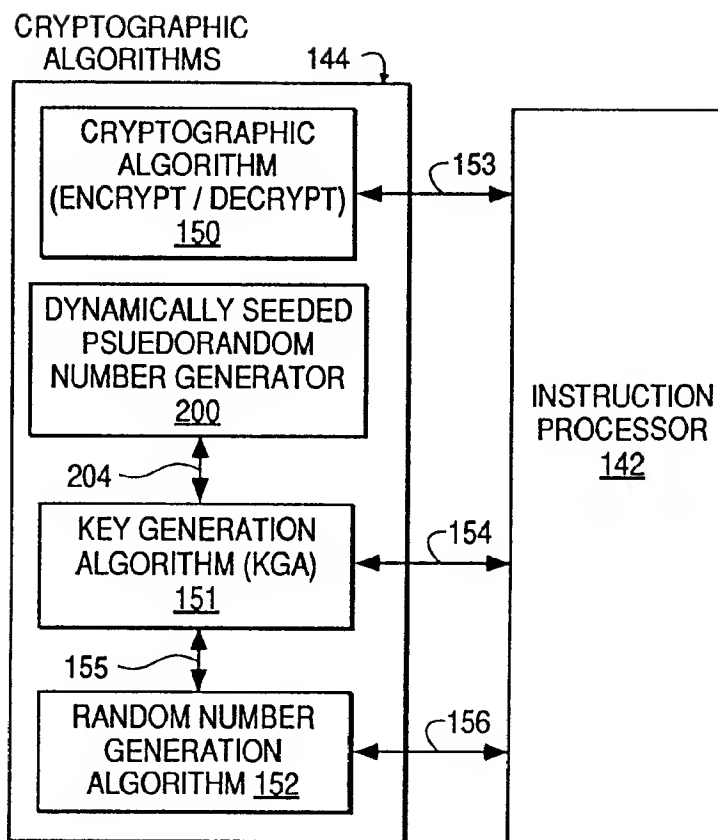 CRYPTOGRAPHIC
ALGORITHMS
144
CRYPTOGRAPHIC
ALGORITHM
(ENCRYPT / DECRYPT)
150
153
DYNAMICALLY SEEDED
PSUEDORANDOM
NUMBER GENERATOR
200
INSTRUCTION
PROCESSOR
142
204
KEY GENERATION
ALGORITHM (KGA)
151
154
155
RANDOM NUMBER
GENERATION
ALGORITHM 152
156